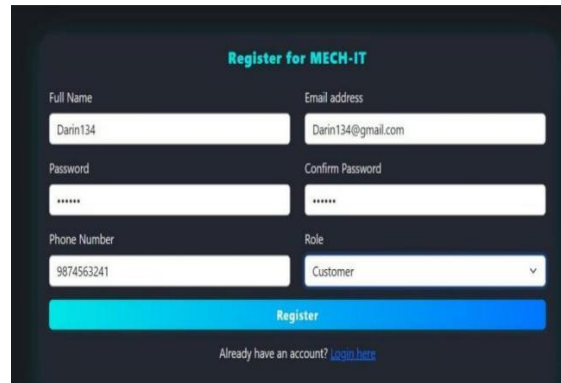 Register for MECH-IT
Full Name Email address
Darin134 Darin134@gmail.com
Password Confirm Password
•••••• ••••••
Phone Number Role
9874563241 Customer
Register
Already have an account? Login here